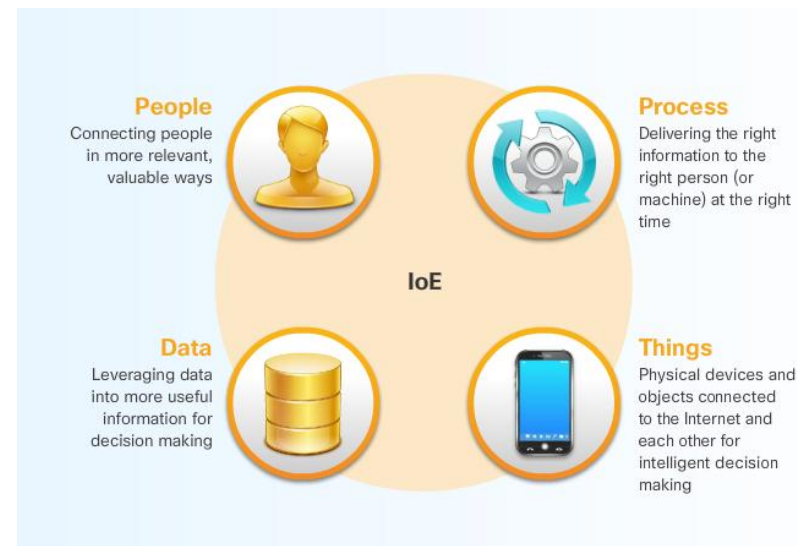 People
Connecting people
in more relevant,
valuable ways
Process
Delivering the right
information to the
right person (or
machine) at the right
time
IoE
Data
Leveraging data
into more useful
information for
decision making
Things
Physical devices and
objects connected
to the Internet and
each other for
intelligent decision
making